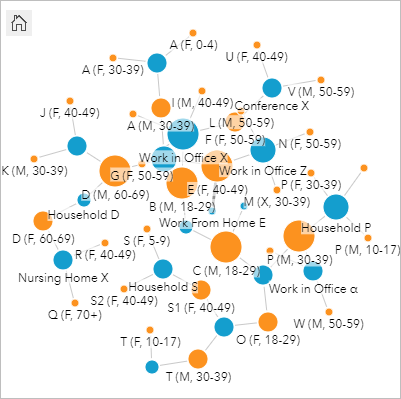 A (F, 0-4)
U (F, 40-49)
A (F, 30-39)
V (M, 50-59)
J (F, 40-49)
I (M, 40-49)
Conference X
A (M, 30-39)
L (M, 50-59)
F (F, 50-59)
N (F, 50-59)
Work in Office X
K (M, 30-39)
G (F, 50-59)
Work in Office Z
P (F, 30-39)
D (M, 60-69)
E (F, 40-49)
M (X, 30-39)
B (M, 18-29)
Household D
Work From Home E
Household P
D (F, 60-69)
S (F, 5-9)
P (M, 10-17)
R (F, 40-49)
P (M, 30-39)
Nursing Home X
C (M, 18-29)
Household S
Work in Office α
S2 (F, 40-49)
S1 (F, 40-49)
Q (F, 70+)
W (M, 50-59)
T (F, 10-17)
O (F, 18-29)
T (M, 30-39)